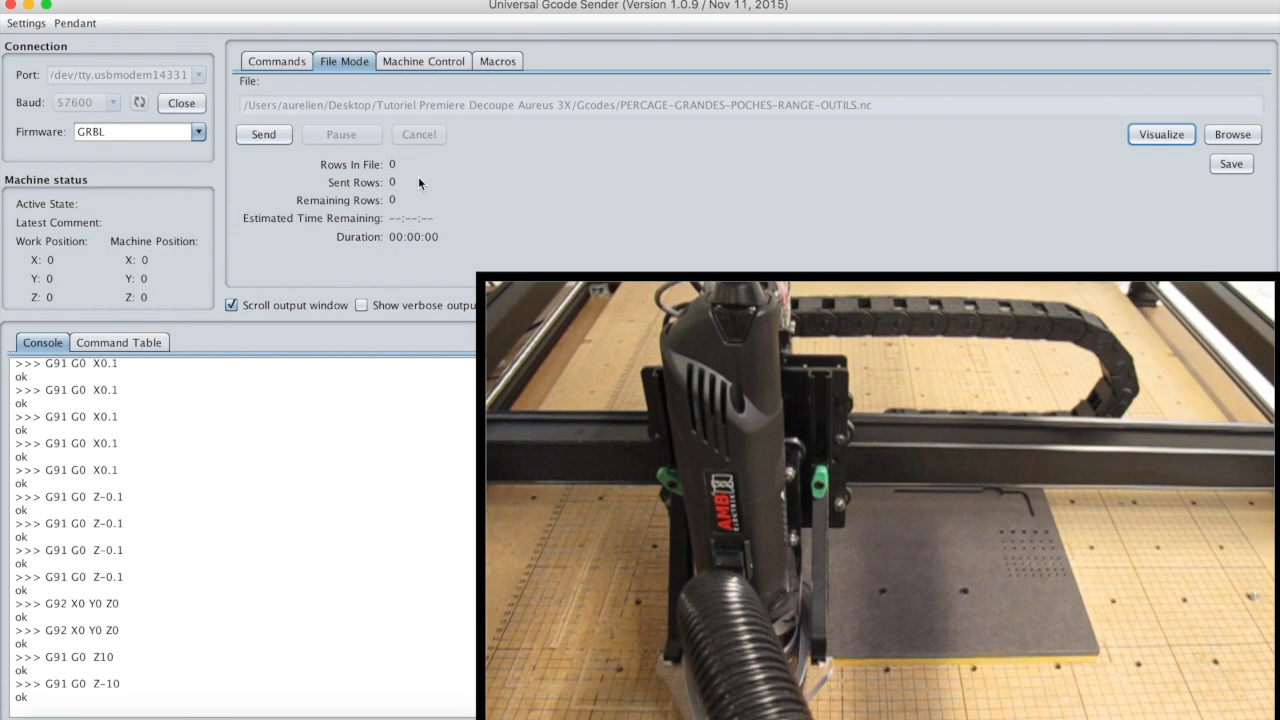 Universal Gcode Sender (Version 1.0.9 / Nov 11, 2015)
Settings Pendant
Connection
Port: /dev/tty.usbmodem14331
Baud: 57600 Close
Firmware: GRBL
Machine status
Active State:
Latest Comment:
Work Position: Machine Position:
X: 0 X: 0
Y: 0 Y: 0
Z: 0 Z: 0
Commands File Mode Machine Control Macros
File:
/Users/aurelien/Desktop/Tutoriel Premiere Decoupe Aureus 3X/Gcodes/PERCAGE-GRANDES-POCHES-RANGE-OUTILS.nc
Send Pause Cancel Visualize Browse
Save
Rows In File: 0
Sent Rows: 0
Remaining Rows: 0
Estimated Time Remaining: --:--:--
Duration: 00:00:00
Scroll output window Show verbose outpu
Console Command Table
>>> G91 G0 X0.1
ok
>>> G91 G0 X0.1
ok
>>> G91 G0 X0.1
ok
>>> G91 G0 X0.1
ok
>>> G91 G0 X0.1
ok
>>> G91 G0 Z-0.1
ok
>>> G91 G0 Z-0.1
ok
>>> G91 G0 Z-0.1
ok
>>> G91 G0 Z-0.1
ok
>>> G92 X0 Y0 Z0
ok
>>> G92 X0 Y0 Z0
ok
>>> G91 G0 Z10
ok
>>> G91 G0 Z-10
ok
AMB